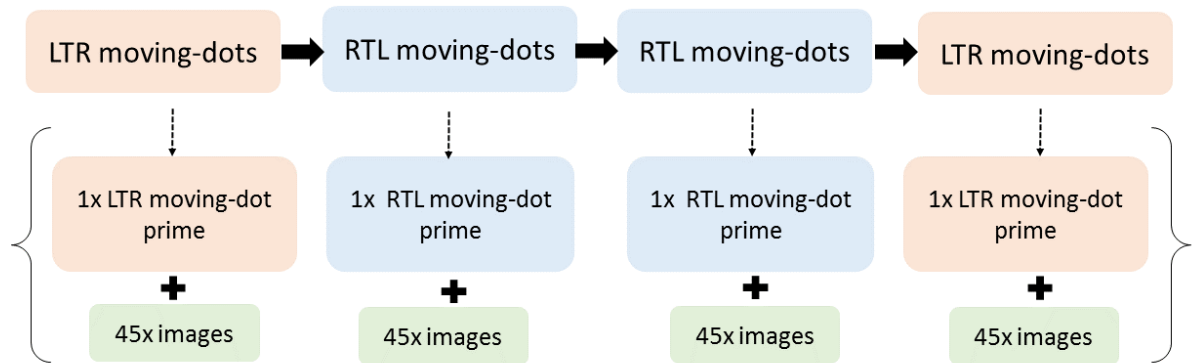 LTR moving-dots
RTL moving-dots
RTL moving-dots
LTR moving-dots
1x LTR moving-dot
prime
1x RTL moving-dot
prime
1x RTL moving-dot
prime
1x LTR moving-dot
prime
45x images
45x images
45x images
45x images